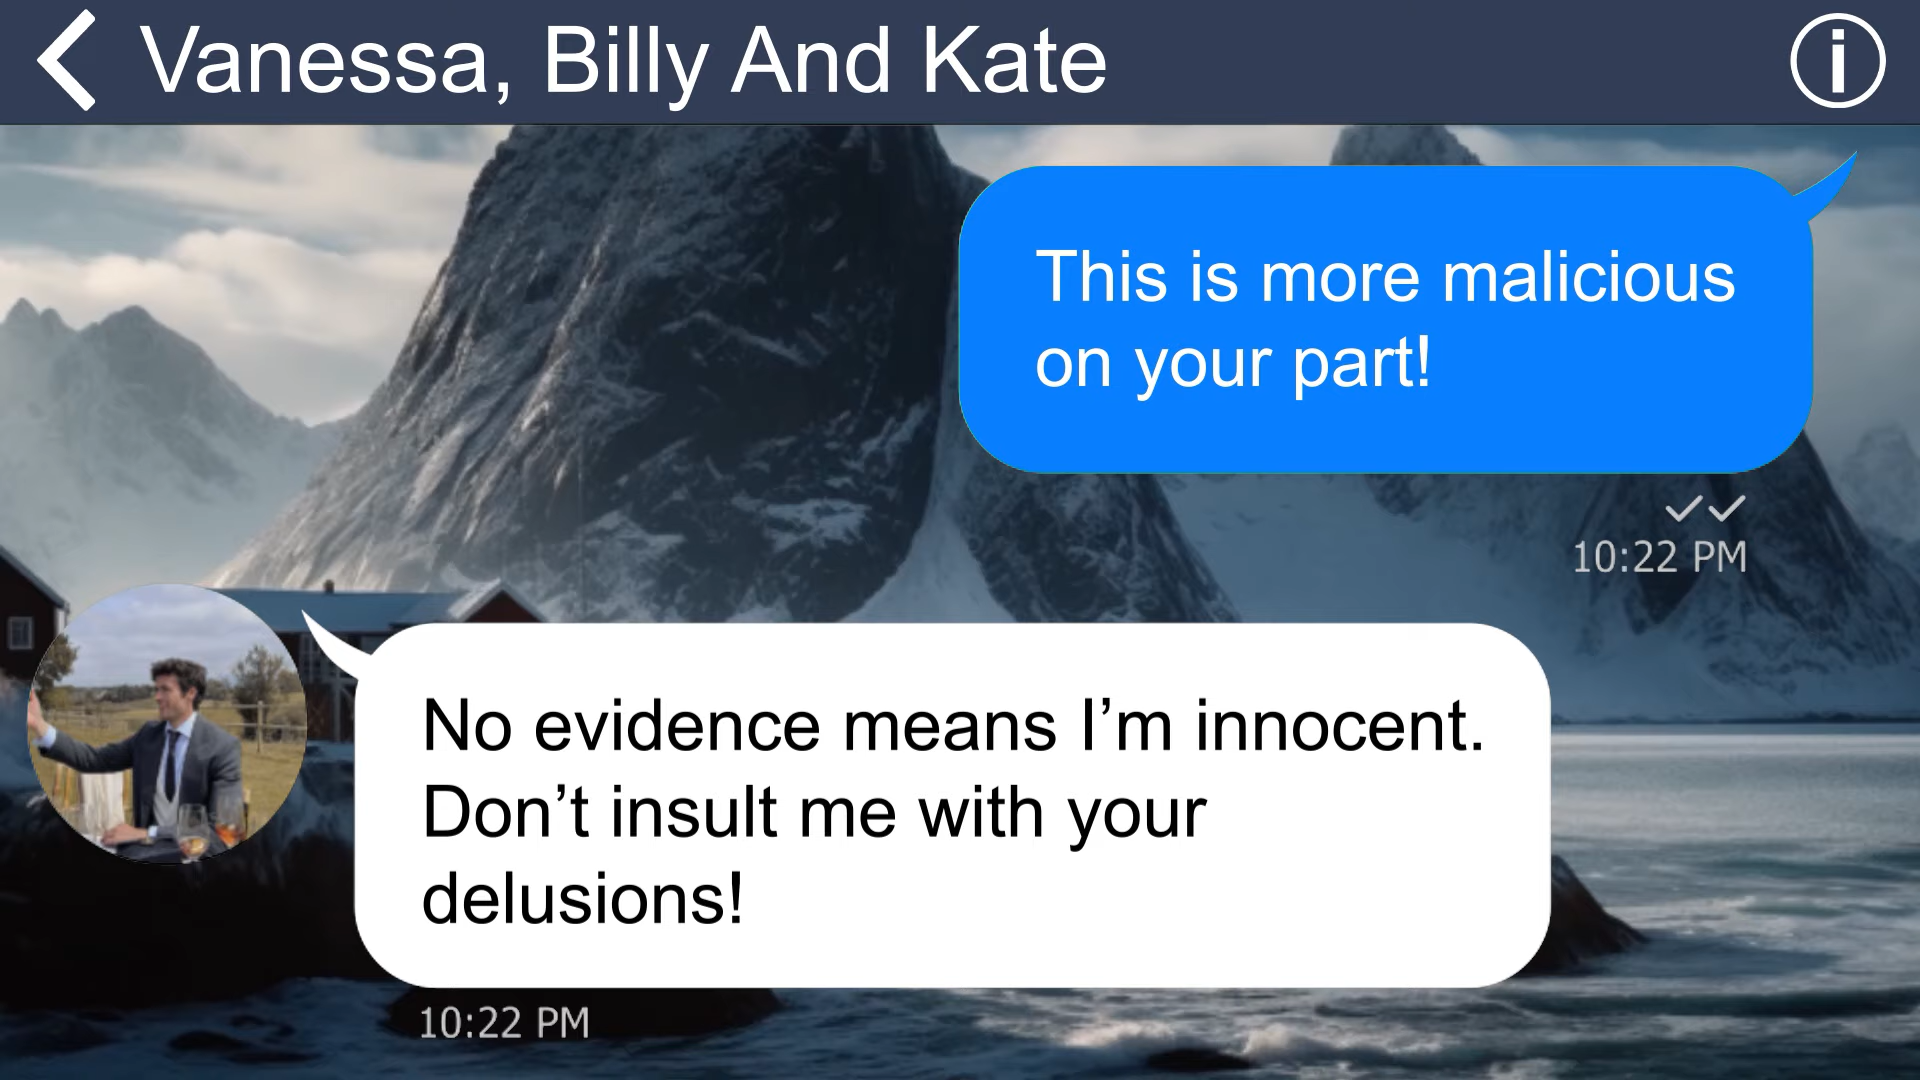 Vanessa, Billy And Kate
This is more malicious
on your part!
10:22 PM
No evidence means I’m innocent.
Don’t insult me with your
delusions!
10:22 PM